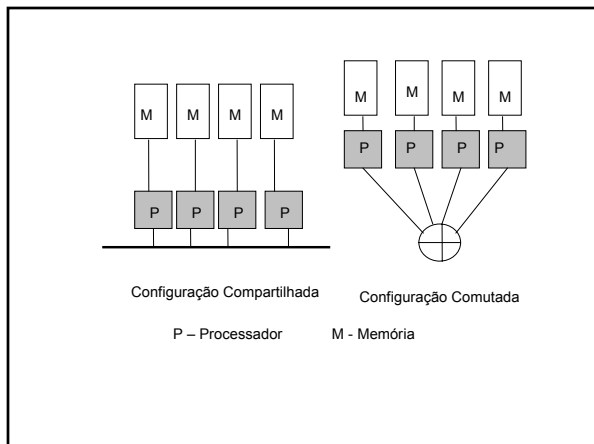 M M M M
P P P P
Configuração Compartilhada
M M M M
P P P P
Configuração Comutada
P – Processador M - Memória